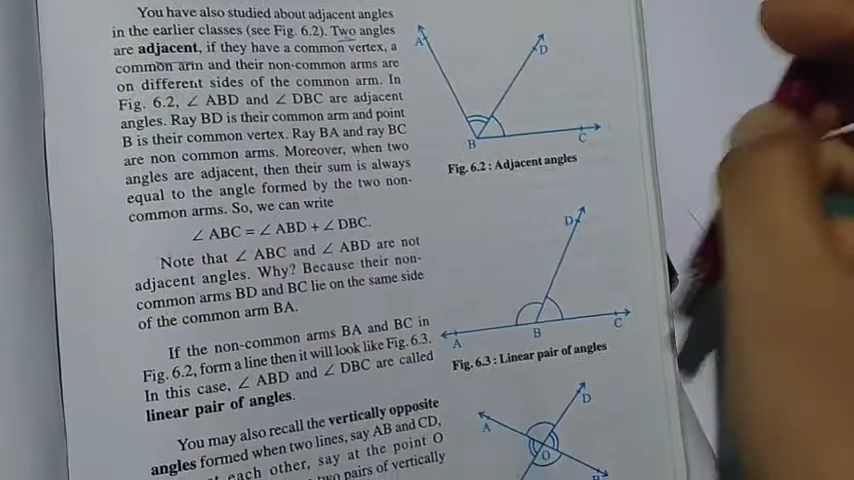 You have also studied about adjacent angles
in the earlier classes (see Fig. 6.2). Two angles
are adjacent, if they have a common vertex, a
common arm and their non-common arms are
on different sides of the common arm. In
Fig. 6.2, ∠ ABD and ∠ DBC are adjacent
angles. Ray BD is their common arm and point
B is their common vertex. Ray BA and ray BC
are non common arms. Moreover, when two
angles are adjacent, then their sum is always
equal to the angle formed by the two non-
common arms. So, we can write
∠ ABC = ∠ ABD + ∠ DBC.
Note that ∠ ABC and ∠ ABD are not
adjacent angles. Why? Because their non-
common arms BD and BC lie on the same side
of the common arm BA.
If the non-common arms BA and BC in
Fig. 6.2, form a line then it will look like Fig. 6.3.
In this case, ∠ ABD and ∠ DBC are called
linear pair of angles.
You may also recall the vertically opposite
angles formed when two lines, say AB and CD,
each other, say at the point O
two pairs of vertically
A
D
B
C
Fig. 6.2 : Adjacent angles
D
A
B
C
Fig. 6.3 : Linear pair of angles
A
D
O